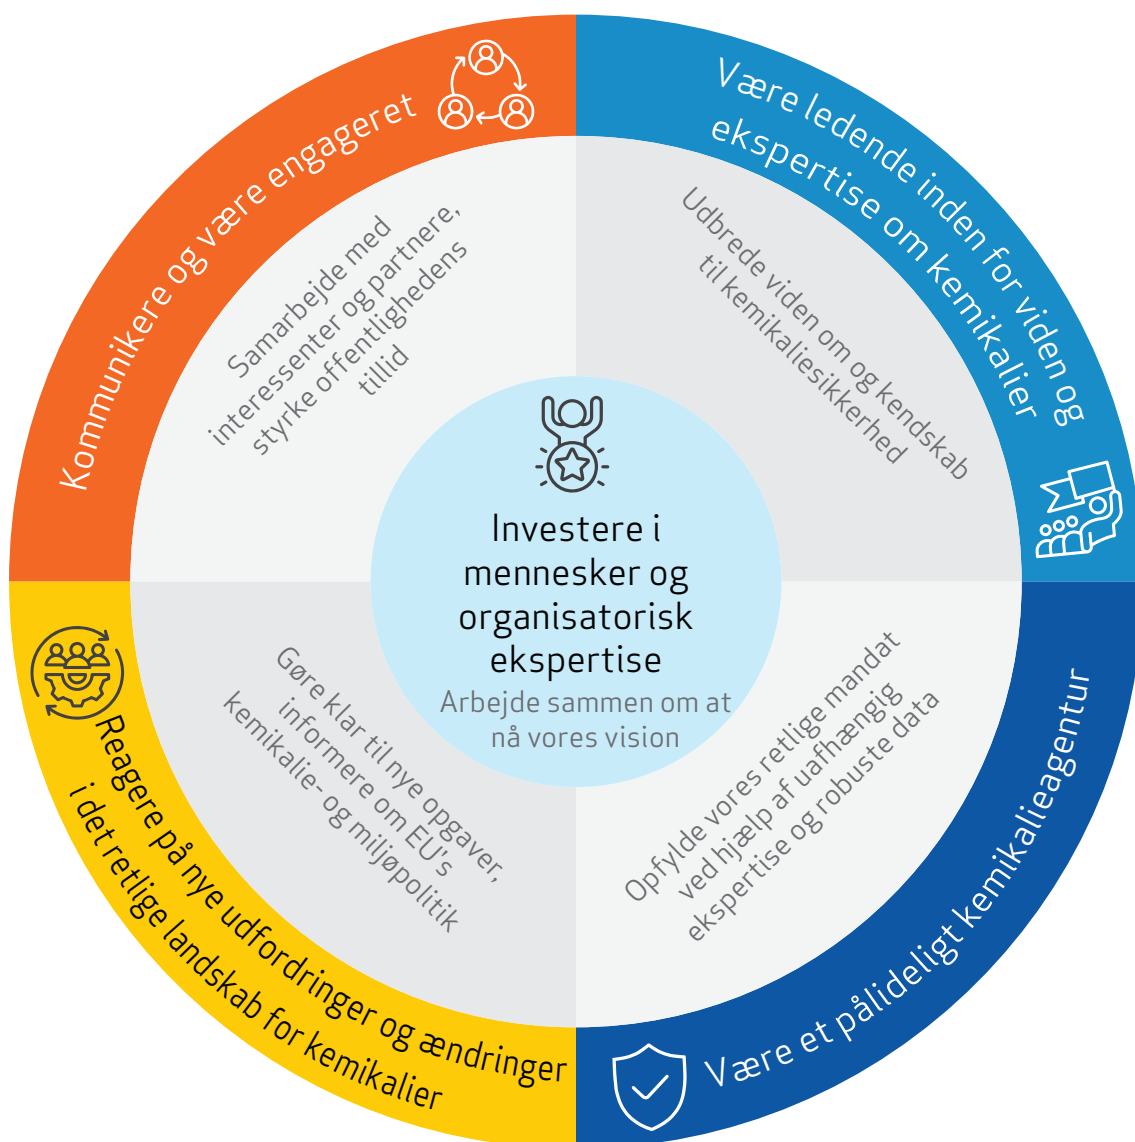 Kommunikere og være engageret
Samarbejde med
interessenter og partnere,
styrke offentlighedens
tillid
Være ledende inden for viden og
ekspertise om kemikalier
Udbrede viden om og kendskab
til kemikaliesikkerhed
Investere i
mennesker og
organisatorisk
ekspertise
Arbejde sammen om at
nå vores vision
Gøre klar til nye opgaver,
informere om EU's
kemikalie- og miljøpolitik
Reagere på nye udfordringer og ændringer
i det retlige landskab for kemikalier
Opfylde vores retlige mandat
ved hjælp af uafhængig
ekspertise og robuste data
Være et pålideligt kemikalieagentur